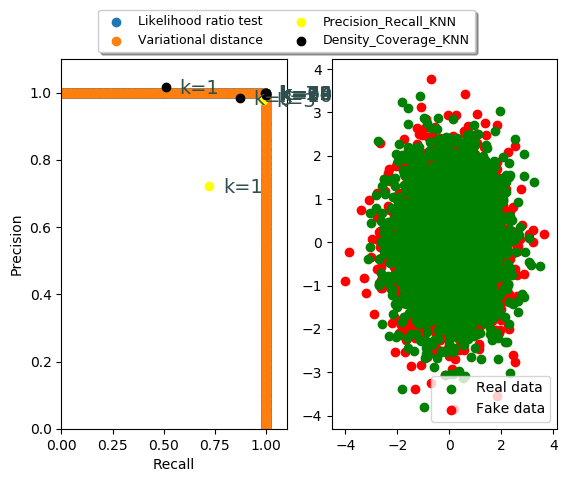 Likelihood ratio test
Variational distance
Precision_Recall_KNN
Density_Coverage_KNN
Precision
1.0
0.8
0.6
0.4
0.2
0.0
k=1
k=1
0.00
0.25
0.50
0.75
1.00
Recall
4
3
2
1
0
−1
−2
−3
−4
Real data
Fake data
−4
−2
0
2
4